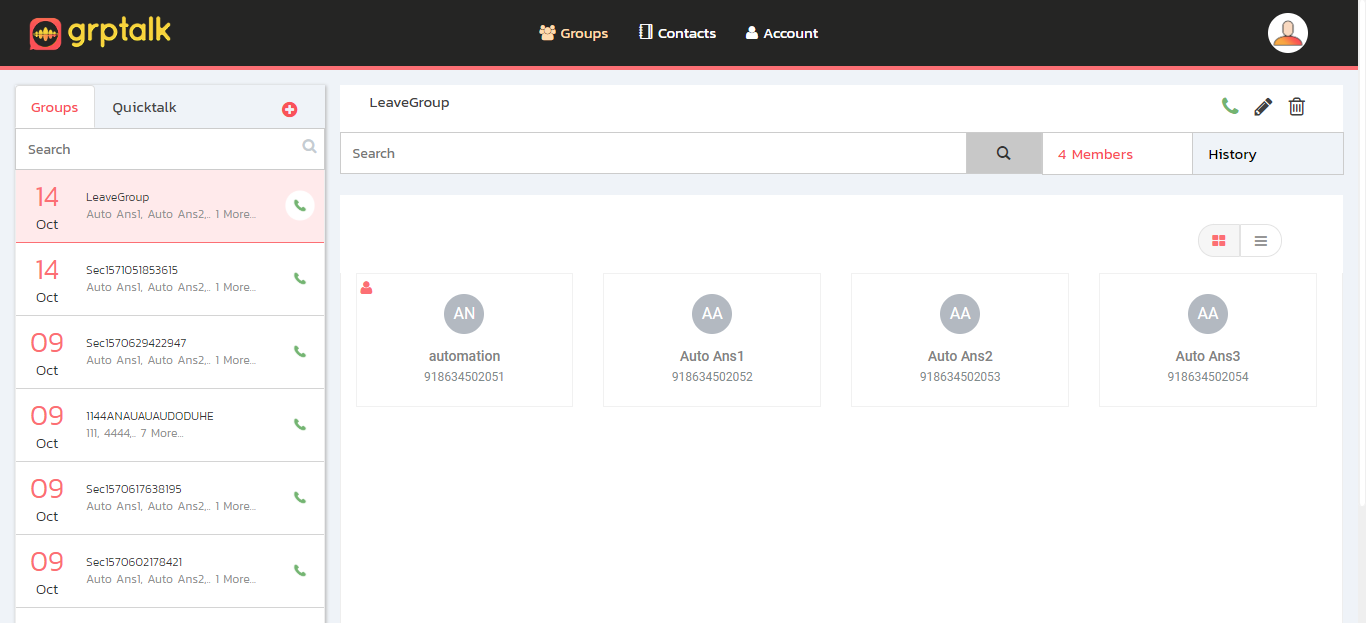 grptalk
Groups
Contacts
Account
Groups
Quicktalk
Search
14
Oct
LeaveGroup
Auto Ans1, Auto Ans2,.. 1 More...
14
Oct
Sec1571051853615
Auto Ans1, Auto Ans2,.. 1 More...
09
Oct
Sec1570629422947
Auto Ans1, Auto Ans2,.. 1 More...
09
Oct
1144ANAUAUAUDODUHE
111, 4444,.. 7 More...
09
Oct
Sec1570617638195
Auto Ans1, Auto Ans2,.. 1 More...
09
Oct
Sec1570602178421
Auto Ans1, Auto Ans2,.. 1 More...
LeaveGroup
Search
4 Members
History
AN
automation
918634502051
AA
Auto Ans1
918634502052
AA
Auto Ans2
918634502053
AA
Auto Ans3
918634502054